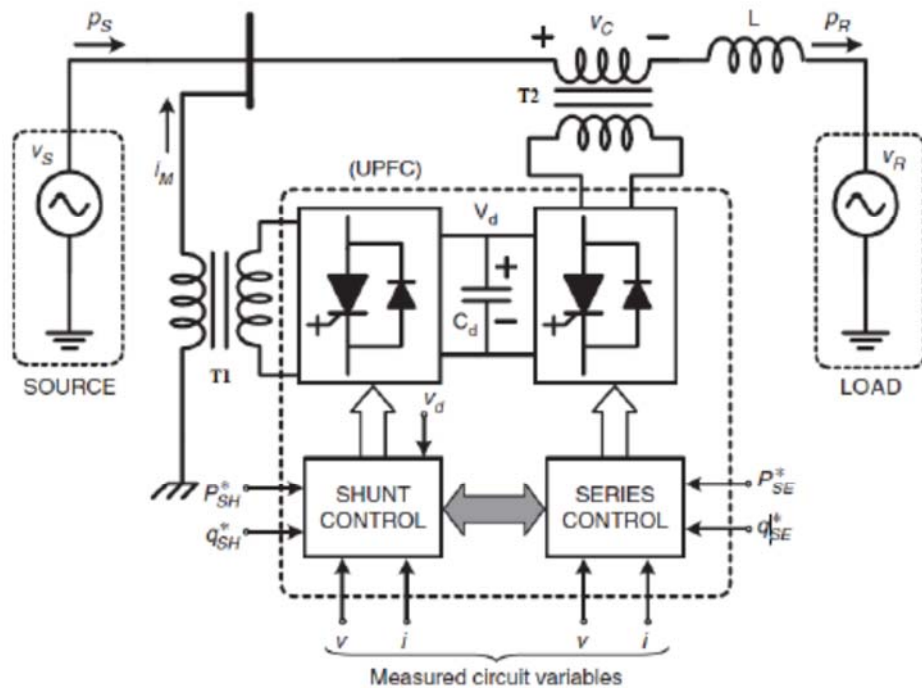 p_S
v_C
L
p_R
+
−
T2
v_S
i_M
(UPFC)
V_d
v_R
+
C_d
−
+
+
T1
SOURCE
LOAD
v_d
P*_SH
SHUNT
CONTROL
SERIES
CONTROL
P*_SE
q*_SH
q*_SE
v
i
v
i
Measured circuit variables